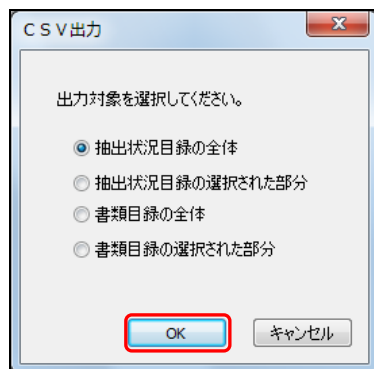 ＣＳＶ出力
出力対象を選択してください。
抽出状況目録の全体
抽出状況目録の選択された部分
書類目録の全体
書類目録の選択された部分
OK
キャンセル